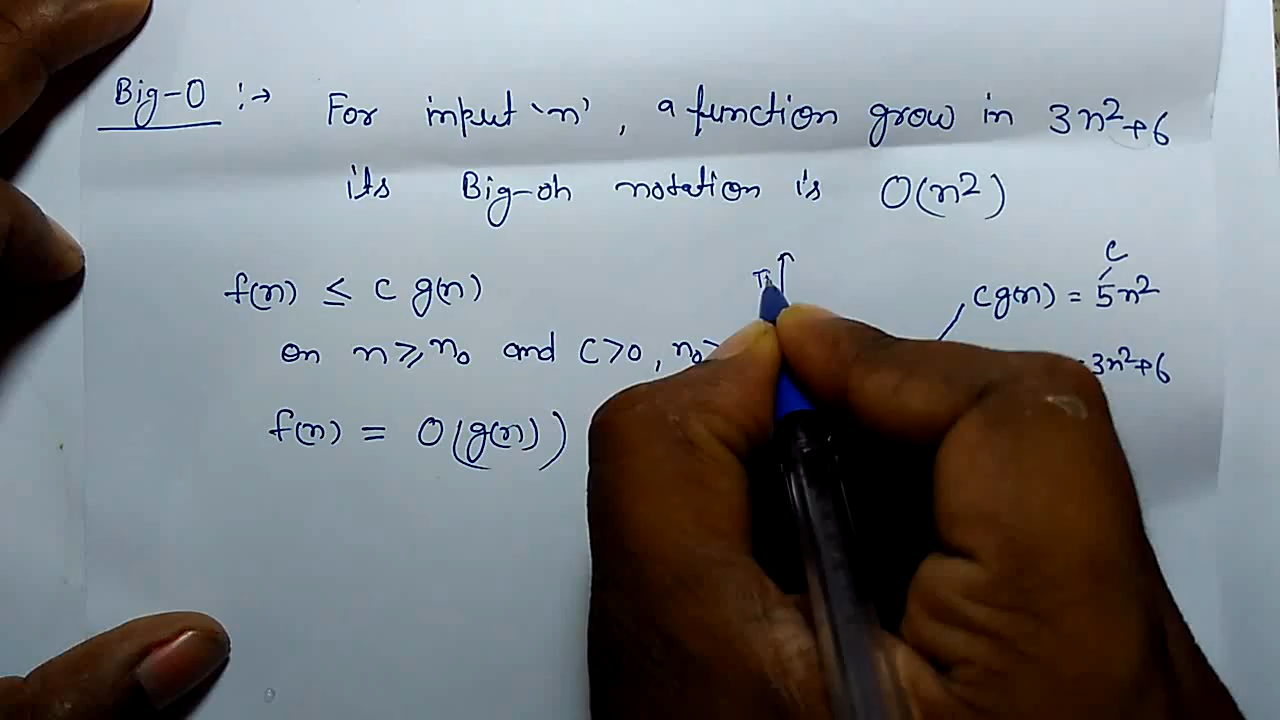 Big-O :→ For input 'n', a function grow in 3n²+6
its Big-oh notation is O(n²)
f(n) ≤ c g(n)
on n≥n₀ and c>0, n₀>
f(n) = O(g(n))
c
cg(n) = 5n²
3n²+6